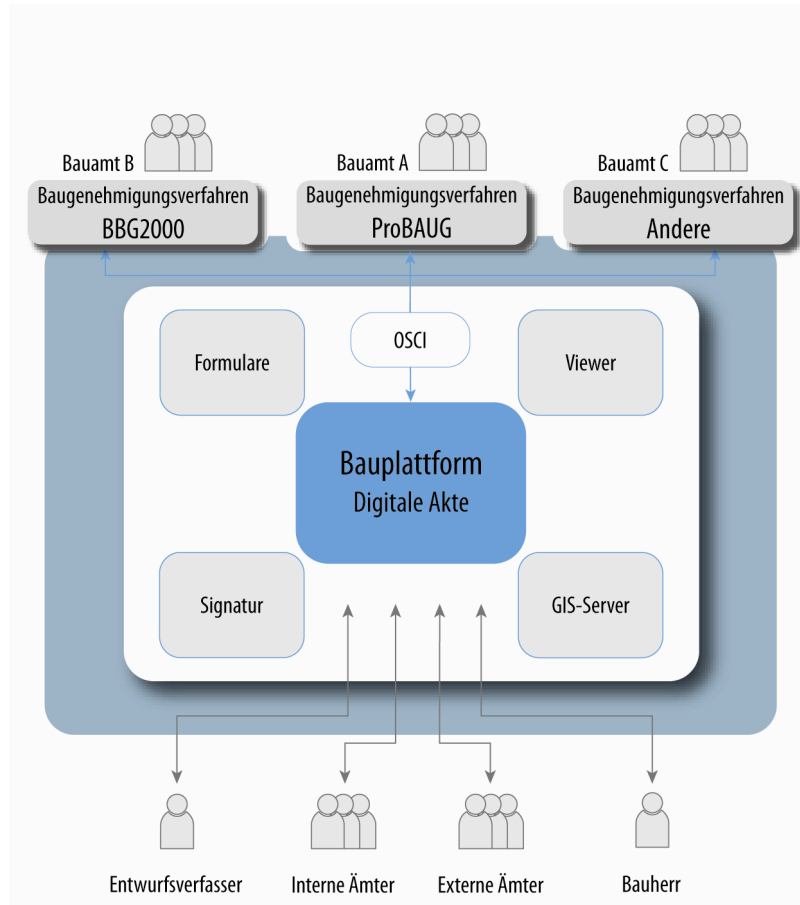 Bauamt B
Bauamt A
Bauamt C
Baugenehmigungsverfahren
BBG2000
Baugenehmigungsverfahren
ProBAUG
Baugenehmigungsverfahren
Andere
Formulare
OSCI
Viewer
Bauplattform
Digitale Akte
Signatur
GIS-Server
Entwurfsverfasser
Interne Ämter
Externe Ämter
Bauherr